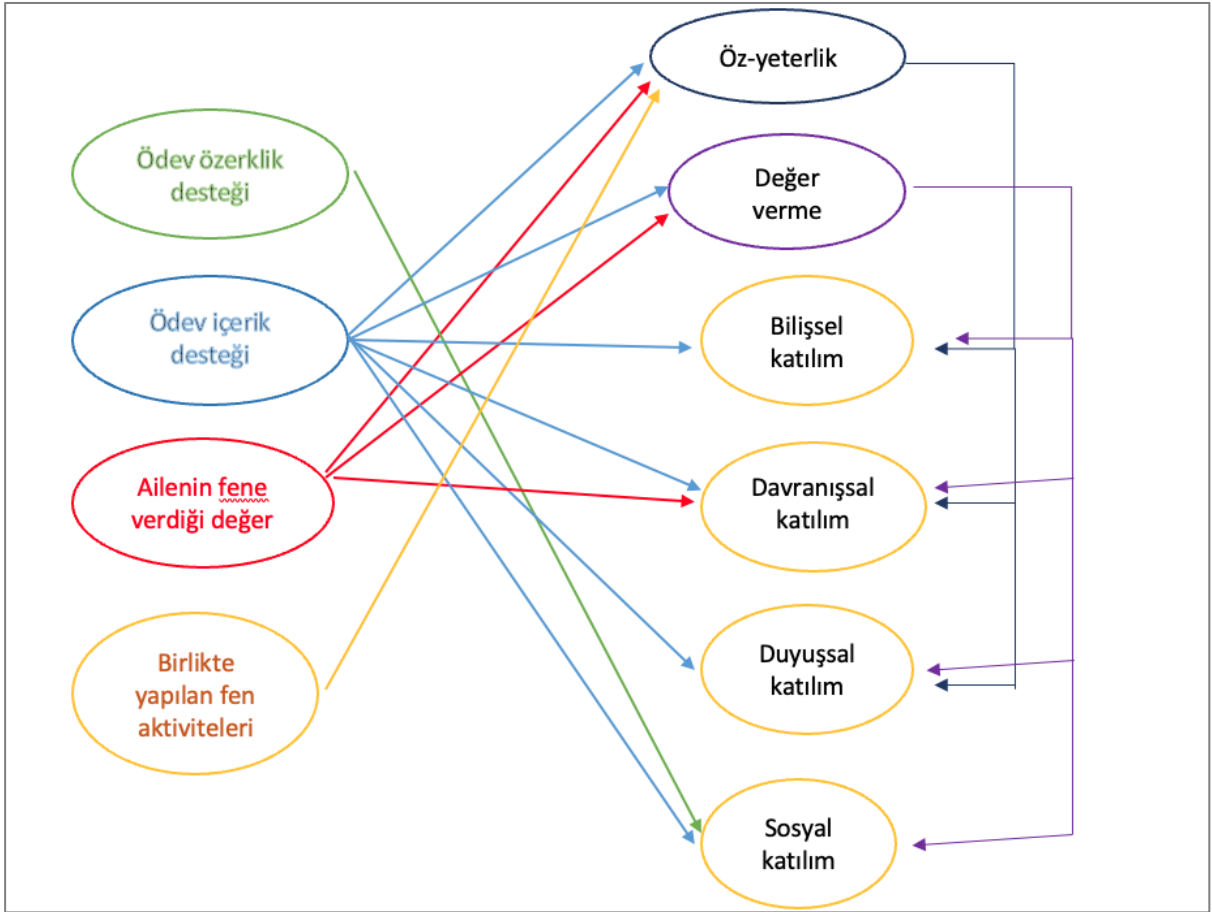 Öz-yeterlik
Ödev özerklik
desteği
Değer
verme
Ödev içerik
desteği
Bilişsel
katılım
Ailenin fene
verdiği değer
Davranışsal
katılım
Birlikte
yapılan fen
aktiviteleri
Duyuşsal
katılım
Sosyal
katılım